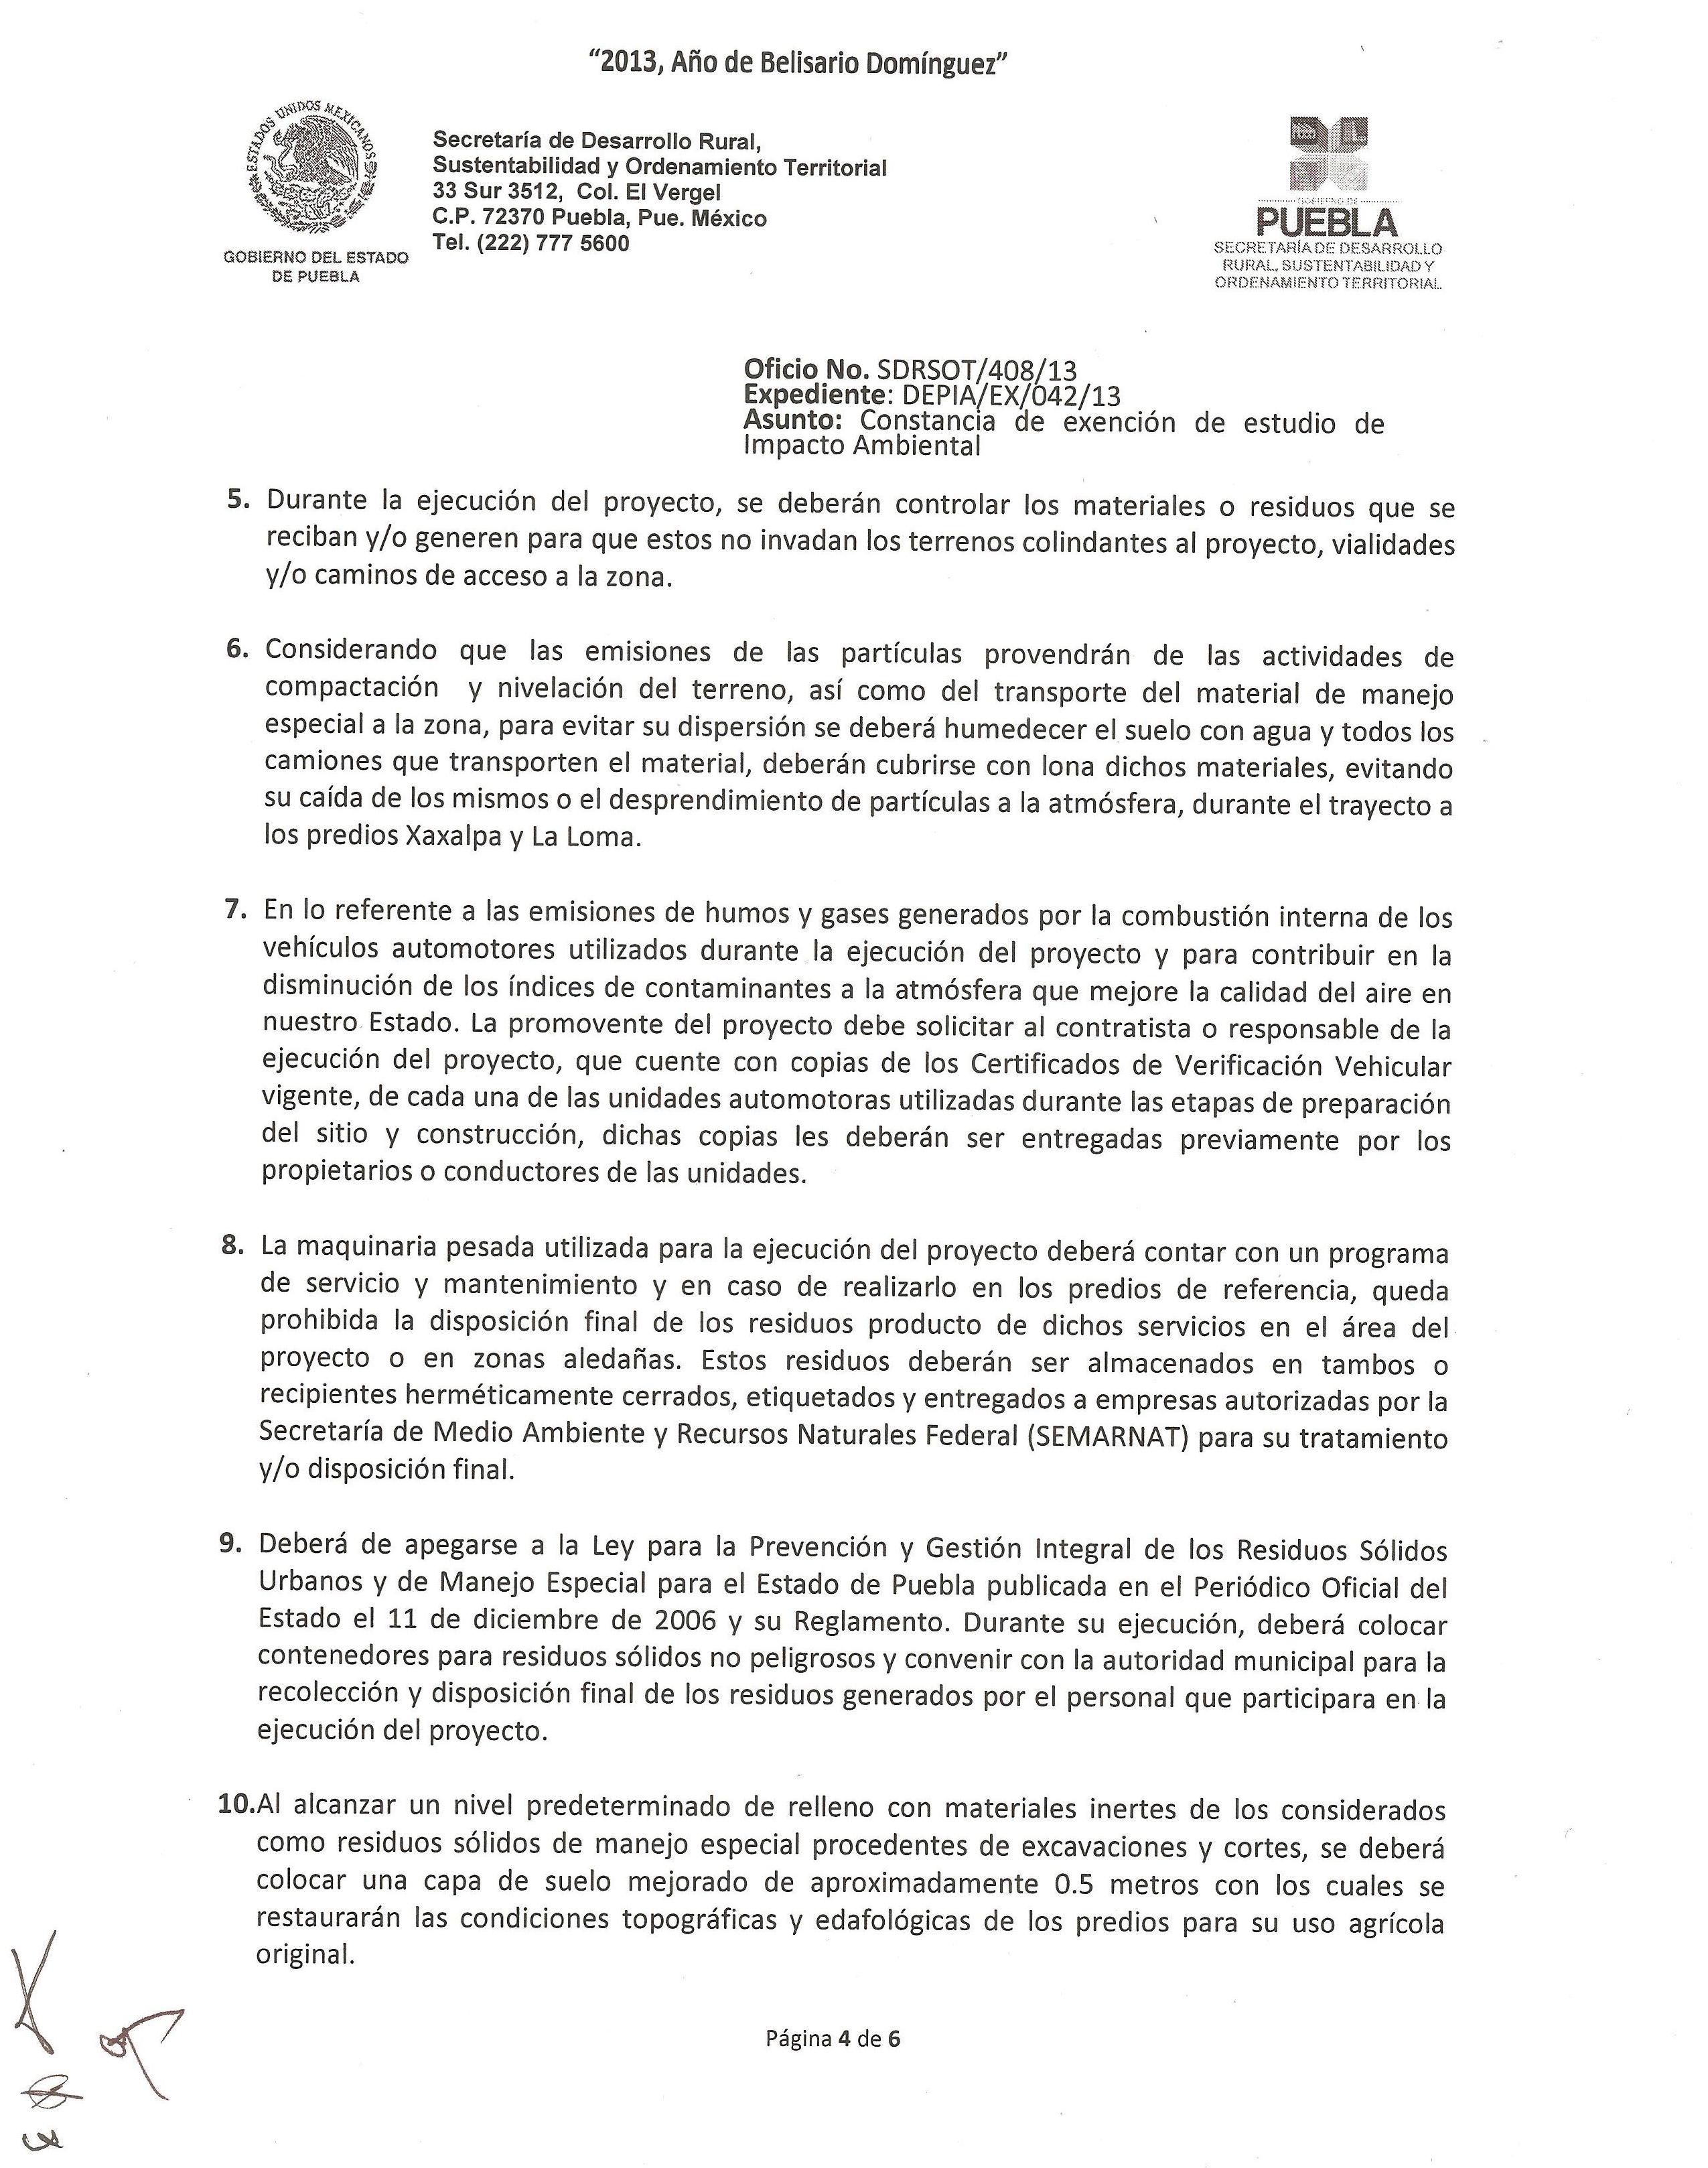 “2013, Año de Belisario Domínguez”
ESTADOS UNIDOS MEXICANOS
GOBIERNO DEL ESTADO
DE PUEBLA
Secretaría de Desarrollo Rural,
Sustentabilidad y Ordenamiento Territorial
33 Sur 3512, Col. El Vergel
C.P. 72370 Puebla, Pue. México
Tel. (222) 777 5600
GOBIERNO DE
PUEBLA
SECRETARÍA DE DESARROLLO
RURAL, SUSTENTABILIDAD Y
ORDENAMIENTO TERRITORIAL
Oficio No. SDRSOT/408/13
Expediente: DEPIA/EX/042/13
Asunto: Constancia de exención de estudio de
Impacto Ambiental
5. Durante la ejecución del proyecto, se deberán controlar los materiales o residuos que se
reciban y/o generen para que estos no invadan los terrenos colindantes al proyecto, vialidades
y/o caminos de acceso a la zona.
6. Considerando que las emisiones de las partículas provendrán de las actividades de
compactación y nivelación del terreno, así como del transporte del material de manejo
especial a la zona, para evitar su dispersión se deberá humedecer el suelo con agua y todos los
camiones que transporten el material, deberán cubrirse con lona dichos materiales, evitando
su caída de los mismos o el desprendimiento de partículas a la atmósfera, durante el trayecto a
los predios Xaxalpa y La Loma.
7. En lo referente a las emisiones de humos y gases generados por la combustión interna de los
vehículos automotores utilizados durante la ejecución del proyecto y para contribuir en la
disminución de los índices de contaminantes a la atmósfera que mejore la calidad del aire en
nuestro Estado. La promovente del proyecto debe solicitar al contratista o responsable de la
ejecución del proyecto, que cuente con copias de los Certificados de Verificación Vehicular
vigente, de cada una de las unidades automotoras utilizadas durante las etapas de preparación
del sitio y construcción, dichas copias les deberán ser entregadas previamente por los
propietarios o conductores de las unidades.
8. La maquinaria pesada utilizada para la ejecución del proyecto deberá contar con un programa
de servicio y mantenimiento y en caso de realizarlo en los predios de referencia, queda
prohibida la disposición final de los residuos producto de dichos servicios en el área del
proyecto o en zonas aledañas. Estos residuos deberán ser almacenados en tambos o
recipientes herméticamente cerrados, etiquetados y entregados a empresas autorizadas por la
Secretaría de Medio Ambiente y Recursos Naturales Federal (SEMARNAT) para su tratamiento
y/o disposición final.
9. Deberá de apegarse a la Ley para la Prevención y Gestión Integral de los Residuos Sólidos
Urbanos y de Manejo Especial para el Estado de Puebla publicada en el Periódico Oficial del
Estado el 11 de diciembre de 2006 y su Reglamento. Durante su ejecución, deberá colocar
contenedores para residuos sólidos no peligrosos y convenir con la autoridad municipal para la
recolección y disposición final de los residuos generados por el personal que participara en la
ejecución del proyecto.
10.Al alcanzar un nivel predeterminado de relleno con materiales inertes de los considerados
como residuos sólidos de manejo especial procedentes de excavaciones y cortes, se deberá
colocar una capa de suelo mejorado de aproximadamente 0.5 metros con los cuales se
restaurarán las condiciones topográficas y edafológicas de los predios para su uso agrícola
original.
Página 4 de 6